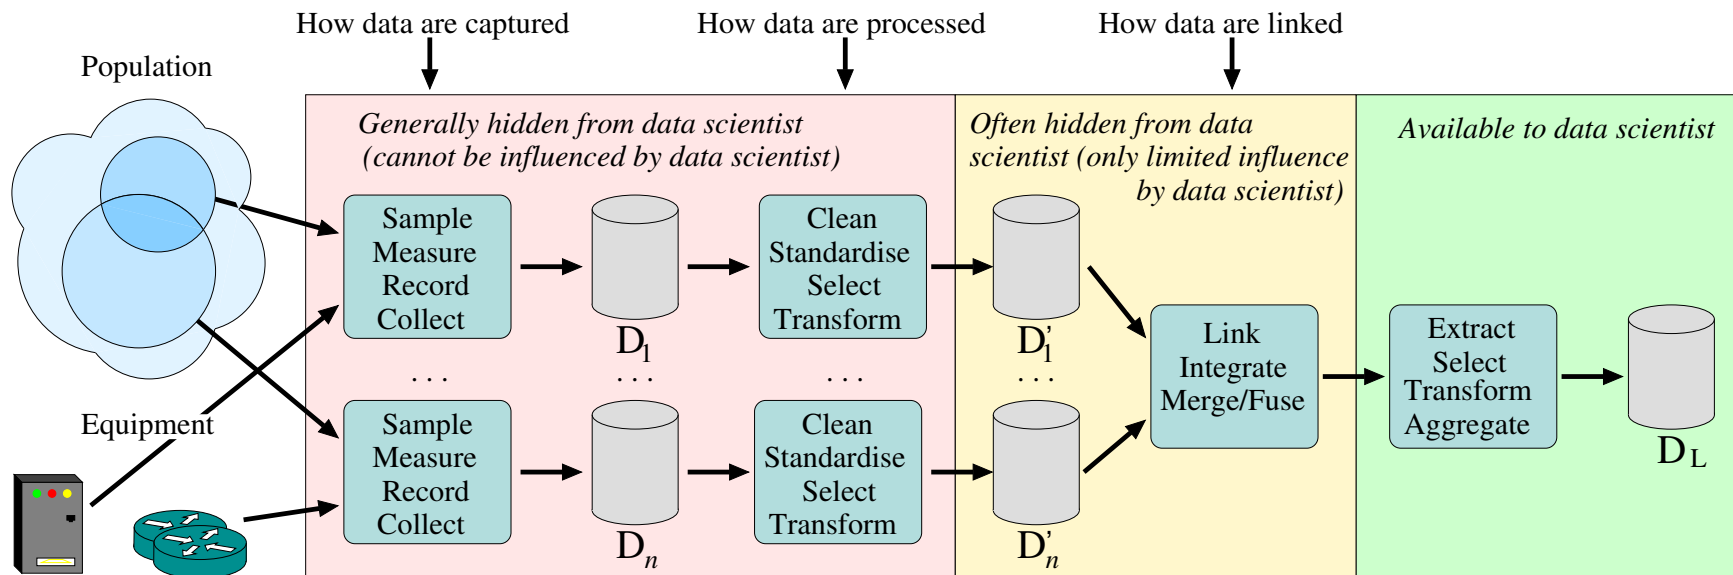 How data are captured
How data are processed
How data are linked
Population
Generally hidden from data scientist
(cannot be influenced by data scientist)
Often hidden from data
scientist (only limited influence
by data scientist)
Available to data scientist
Sample
Measure
Record
Collect
D1
Clean
Standardise
Select
Transform
D'1
. . .
. . .
. . .
. . .
Link
Integrate
Merge/Fuse
Extract
Select
Transform
Aggregate
DL
Equipment
Sample
Measure
Record
Collect
Dn
Clean
Standardise
Select
Transform
D'n